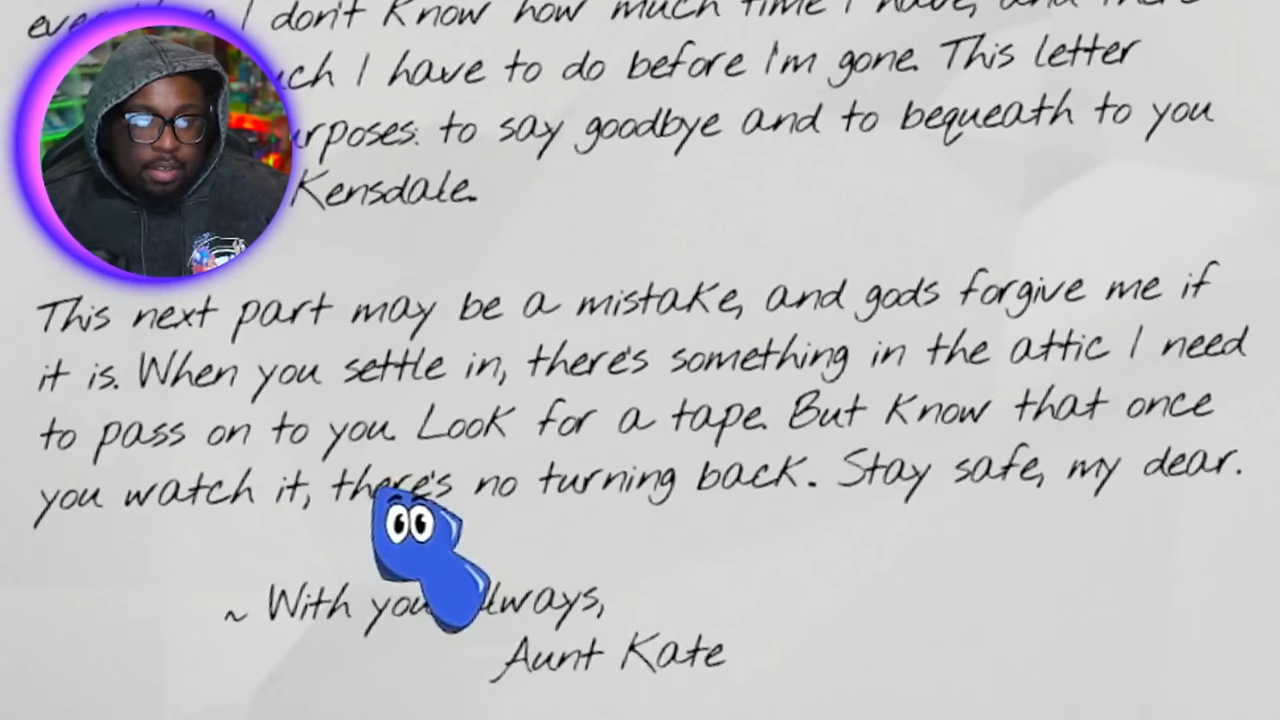 I don't know how much time I have, and there
I have to do before I'm gone. This letter
to say goodbye and to bequeath to you
Kensdale.
This next part may be a mistake, and gods forgive me if
it is. When you settle in, there's something in the attic I need
to pass on to you. Look for a tape. But know that once
you watch it, there's no turning back. Stay safe, my dear.
~ With you always,
Aunt Kate